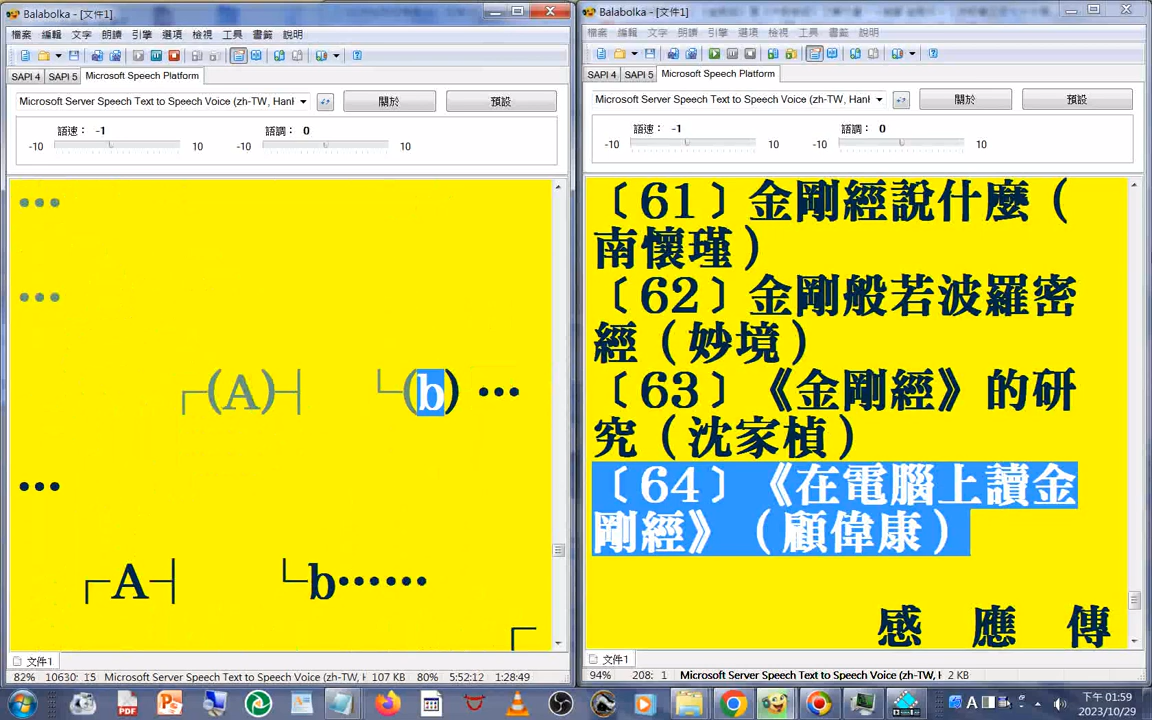 Balabolka - [文件1]
檔案 編輯 文字 朗讀 引擎 選項 檢視 工具 書籤 說明
SAPI 4 SAPI 5 Microsoft Speech Platform
Microsoft Server Speech Text to Speech Voice (zh-TW, Hanl
關於
預設
語速： -1 語調： 0
-10 10 -10 10
•••
•••
┌(A)┤ └(b) •••
•••
┌A┤ └b••••••
┌
文件1
82% 10630: 15 Microsoft Server Speech Text to Speech Voice (zh-TW, HanHan) 107 KB 80% 5:52:12 1:28:49
Balabolka - [文件1]
檔案 編輯 文字 朗讀 引擎 選項 檢視 工具 書籤 說明
SAPI 4 SAPI 5 Microsoft Speech Platform
Microsoft Server Speech Text to Speech Voice (zh-TW, Hanl
關於
預設
語速： -1 語調： 0
-10 10 -10 10
〔61〕金剛經說什麼（
南懷瑾）
〔62〕金剛般若波羅密
經（妙境）
〔63〕《金剛經》的研
究（沈家楨）
〔64〕《在電腦上讀金
剛經》（顧偉康）
感 應 傳
文件1
94% 208: 1 Microsoft Server Speech Text to Speech Voice (zh-TW, HanHan) 2 KB
PDF
A
下午 01:59
2023/10/29